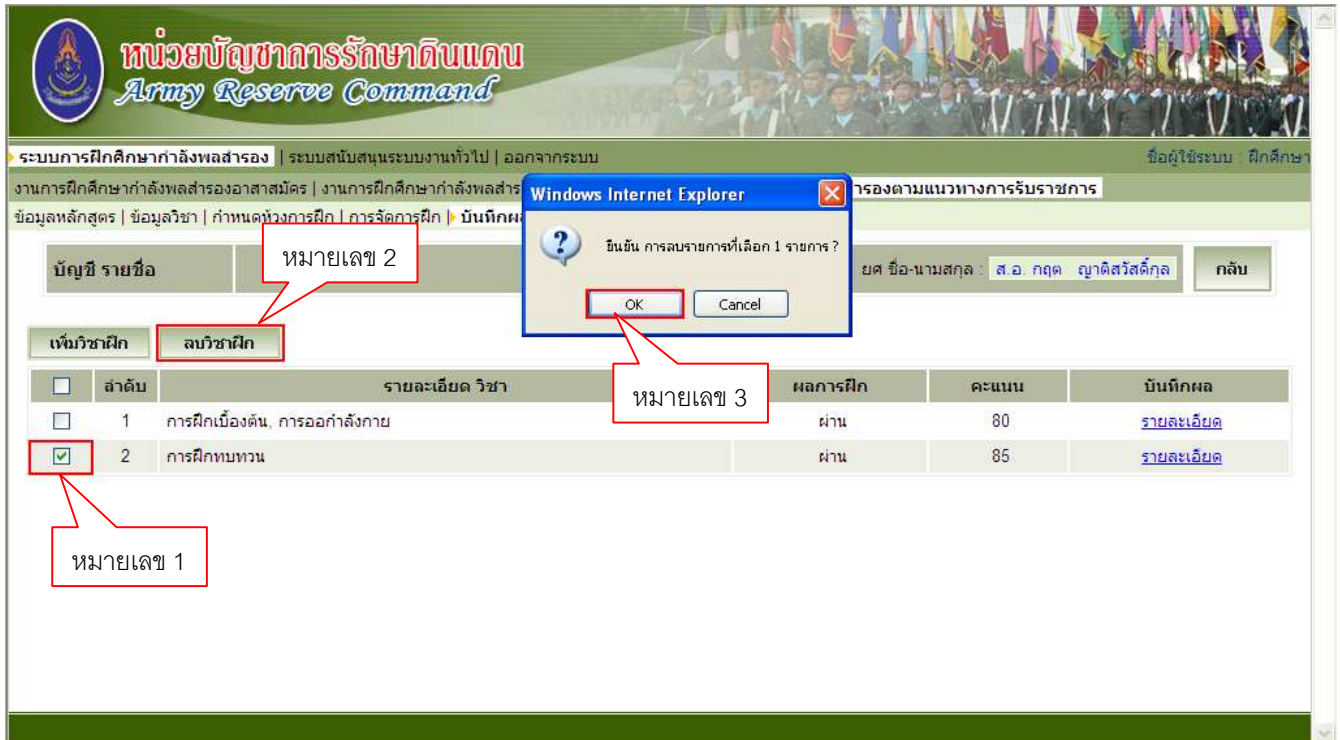 หน่วยบัญชาการรักษาดินแดน
Army Reserve Command
ระบบการฝึกศึกษากำลังพลสำรอง | ระบบสนับสนุนระบบงานทั่วไป | ออกจากระบบ
ชื่อผู้ใช้ระบบ : ฝึกศึกษา
งานการฝึกศึกษากำลังพลสำรองอาสาสมัคร | งานการฝึกศึกษากำลังพลสำร
ารองตามแนวทางการรับราชการ
ข้อมูลหลักสูตร | ข้อมูลวิชา | กำหนดห้วงการฝึก | การจัดการฝึก | บันทึกผล
Windows Internet Explorer
ยืนยัน การลบรายการที่เลือก 1 รายการ ?
OK Cancel
บัญชี รายชื่อ
หมายเลข 2
ยศ ชื่อ-นามสกุล : ส.อ. กฤต ญาติสวัสดิ์กุล
กลับ
เพิ่มวิชาฝึก ลบวิชาฝึก
หมายเลข 3
ลำดับ รายละเอียด วิชา ผลการฝึก คะแนน บันทึกผล
1 การฝึกเบื้องต้น, การออกำลังกาย ผ่าน 80 รายละเอียด
2 การฝึกทบทวน ผ่าน 85 รายละเอียด
หมายเลข 1